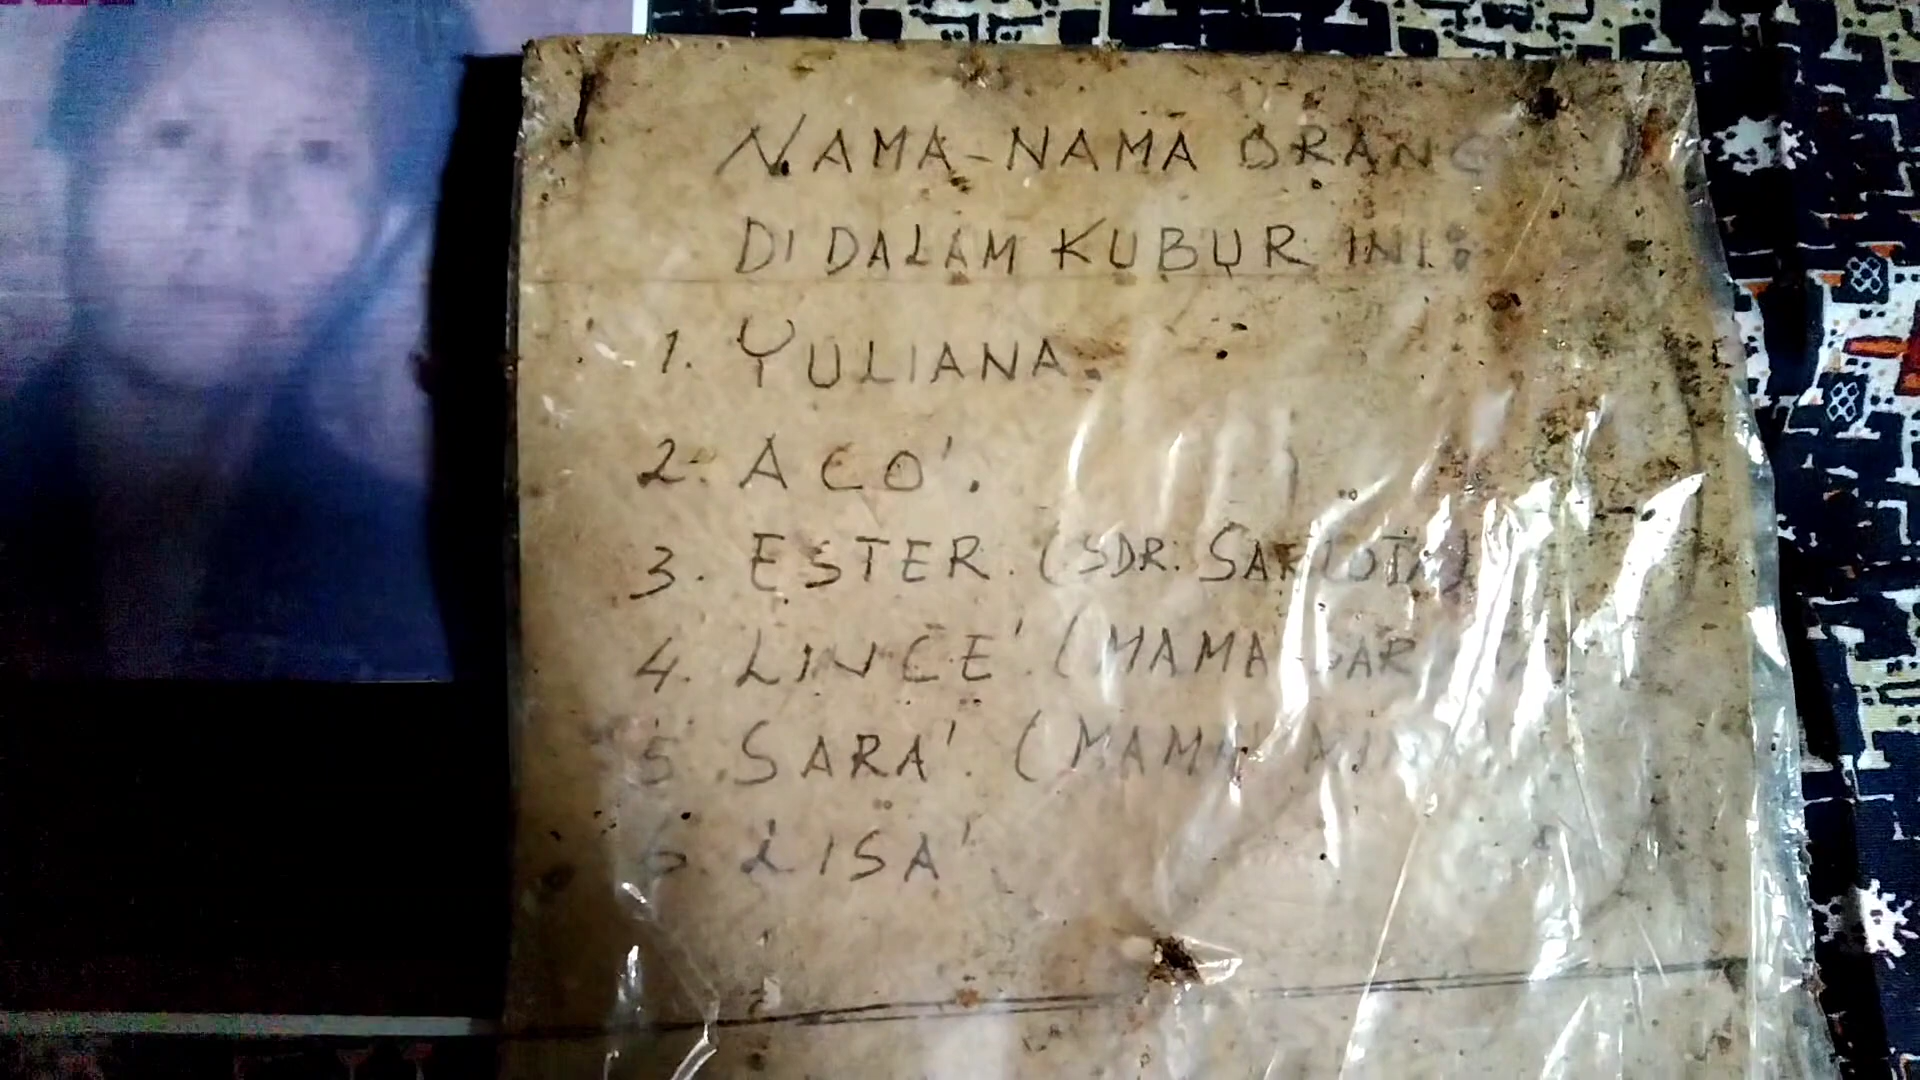 NAMA-NAMA ORANG
DI DALAM KUBUR INI:
1. YULIANA.
2. ACO'.
3. ESTER. (SDR. SARLOTA)
4. LINCE'. (MAMA
5. SARA'. (MAMA
6. LISA'